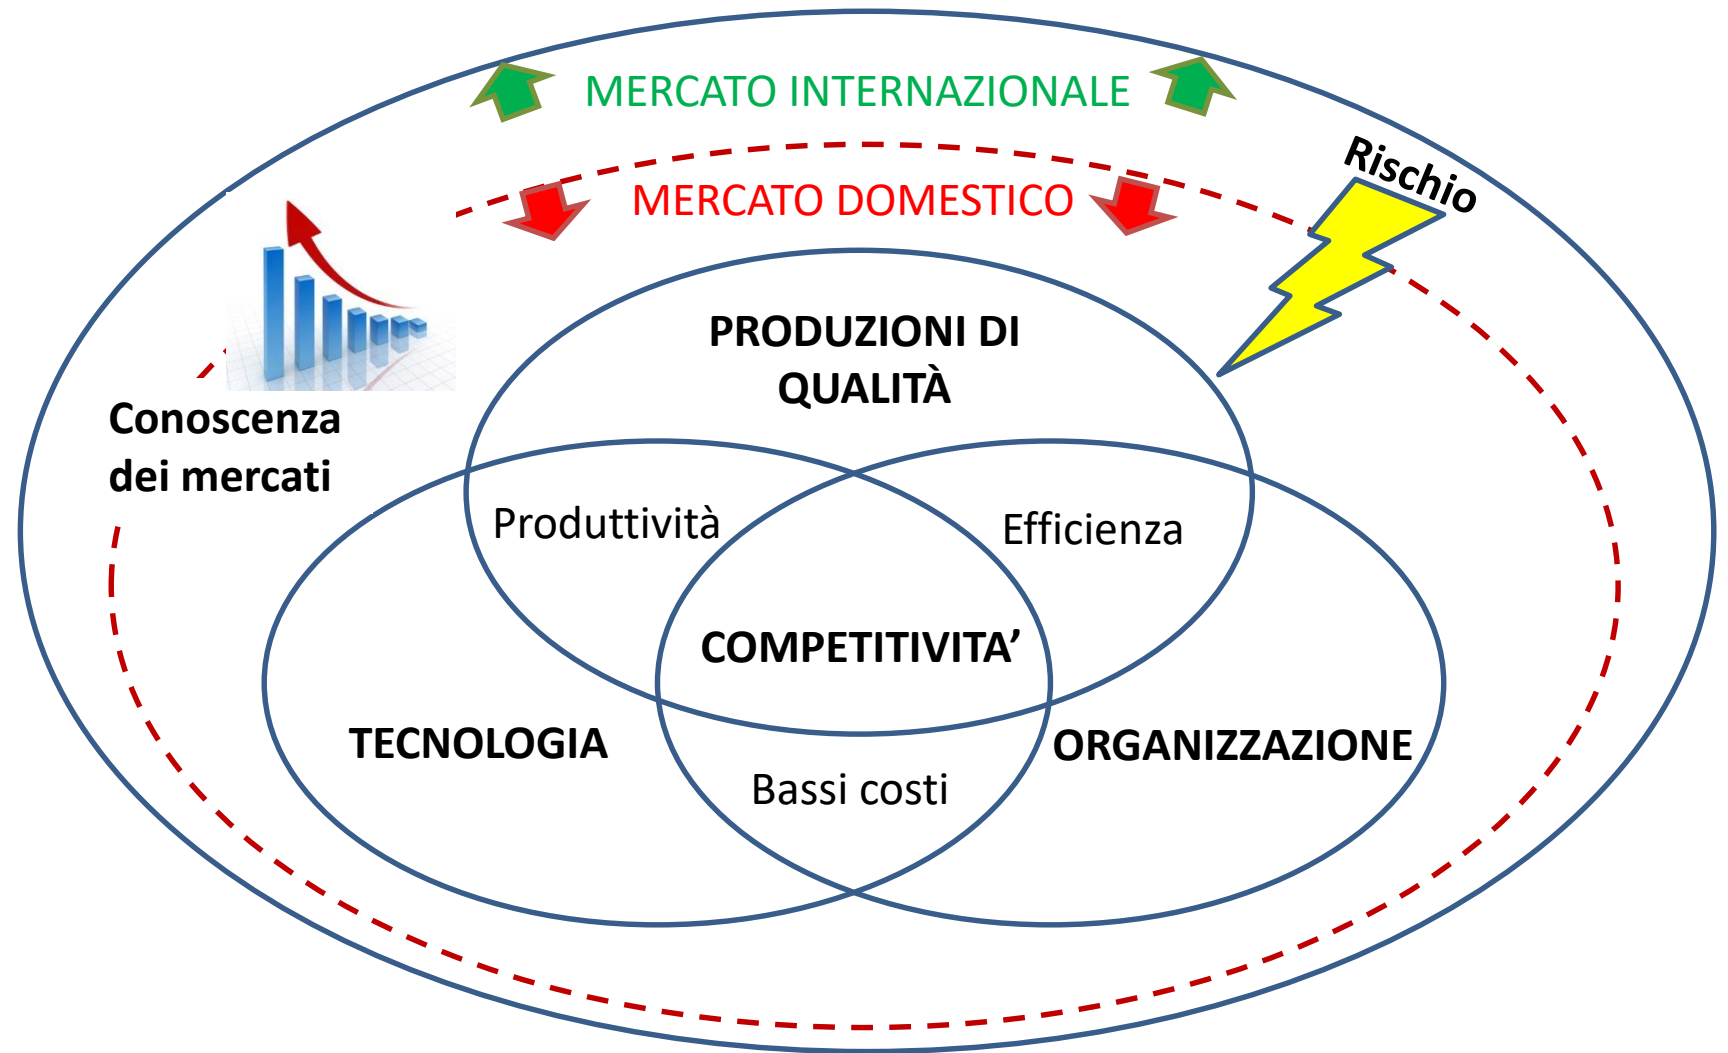 MERCATO INTERNAZIONALE
Rischio
MERCATO DOMESTICO
PRODUZIONI DI
QUALITÀ
Conoscenza
dei mercati
Produttività
Efficienza
COMPETITIVITA’
TECNOLOGIA
ORGANIZZAZIONE
Bassi costi